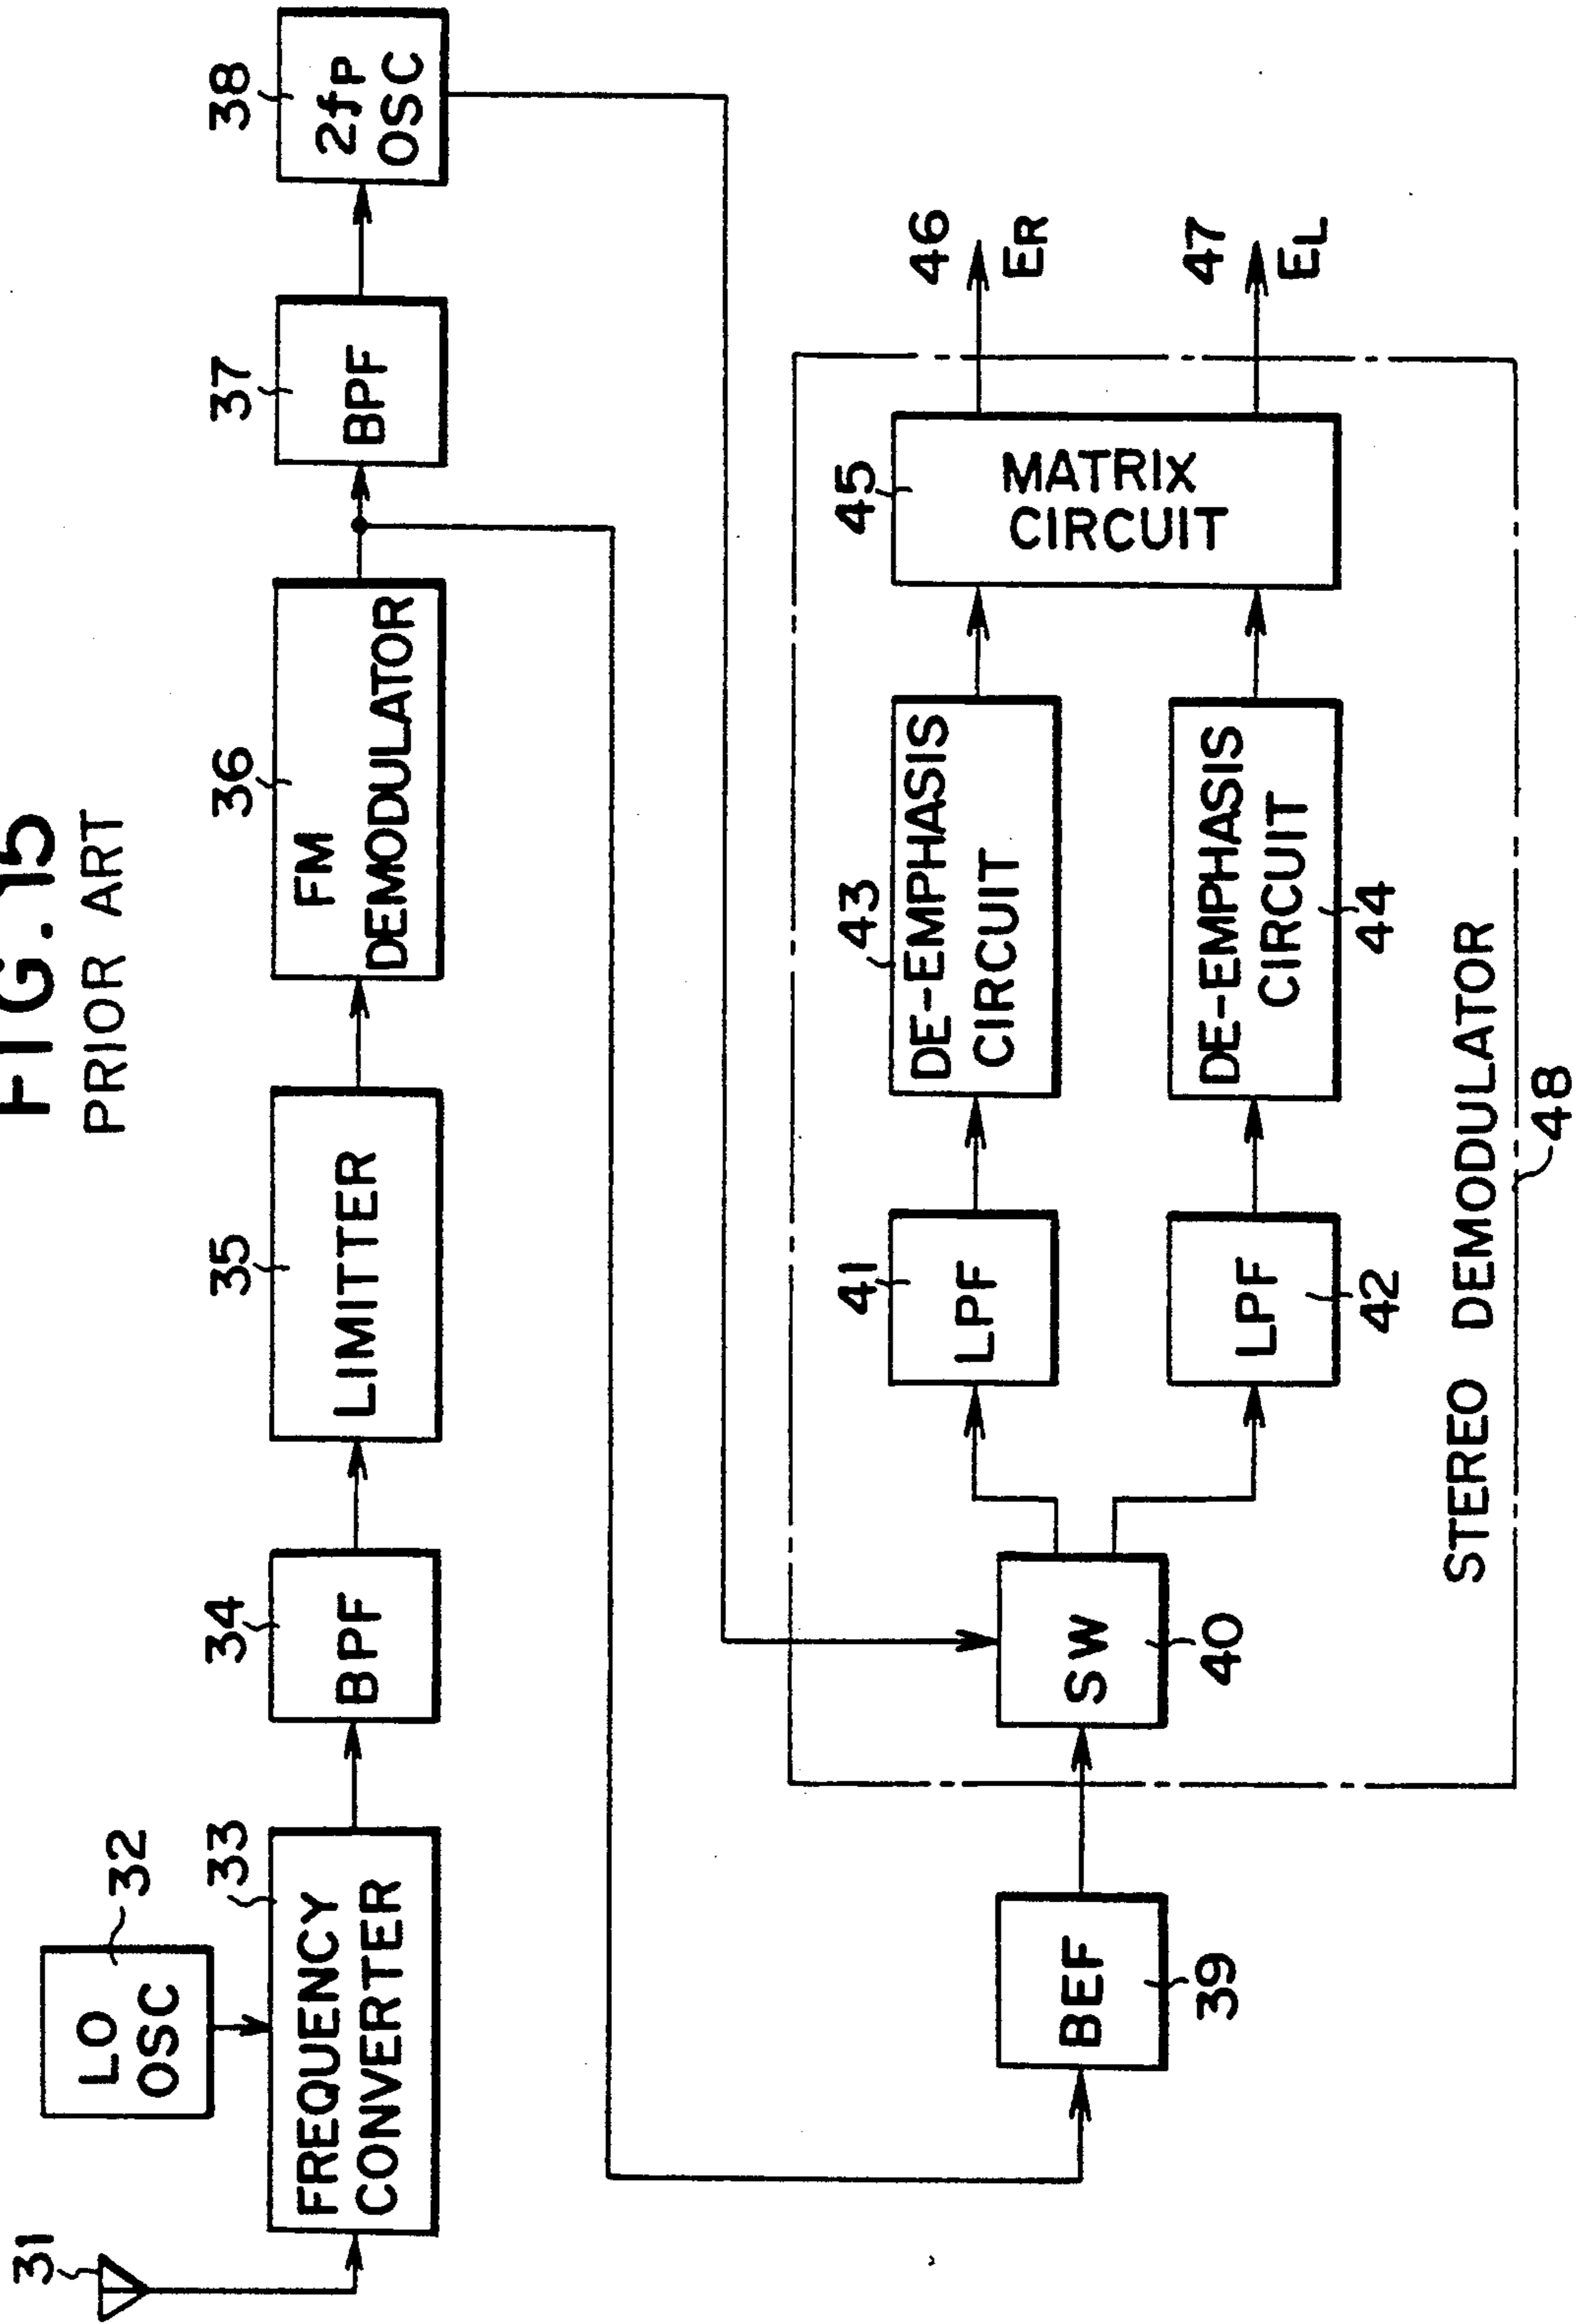 FIG. 15
PRIOR ART
31
LO
OSC
32
FREQUENCY
CONVERTER
33
BPF
34
LIMITTER
35
FM
DEMODULATOR
36
BPF
37
2fP
OSC
38
BEF
39
SW
40
LPF
41
LPF
42
DE-EMPHASIS
CIRCUIT
43
DE-EMPHASIS
CIRCUIT
44
MATRIX
CIRCUIT
45
46
ER
47
EL
STEREO DEMODULATOR
48